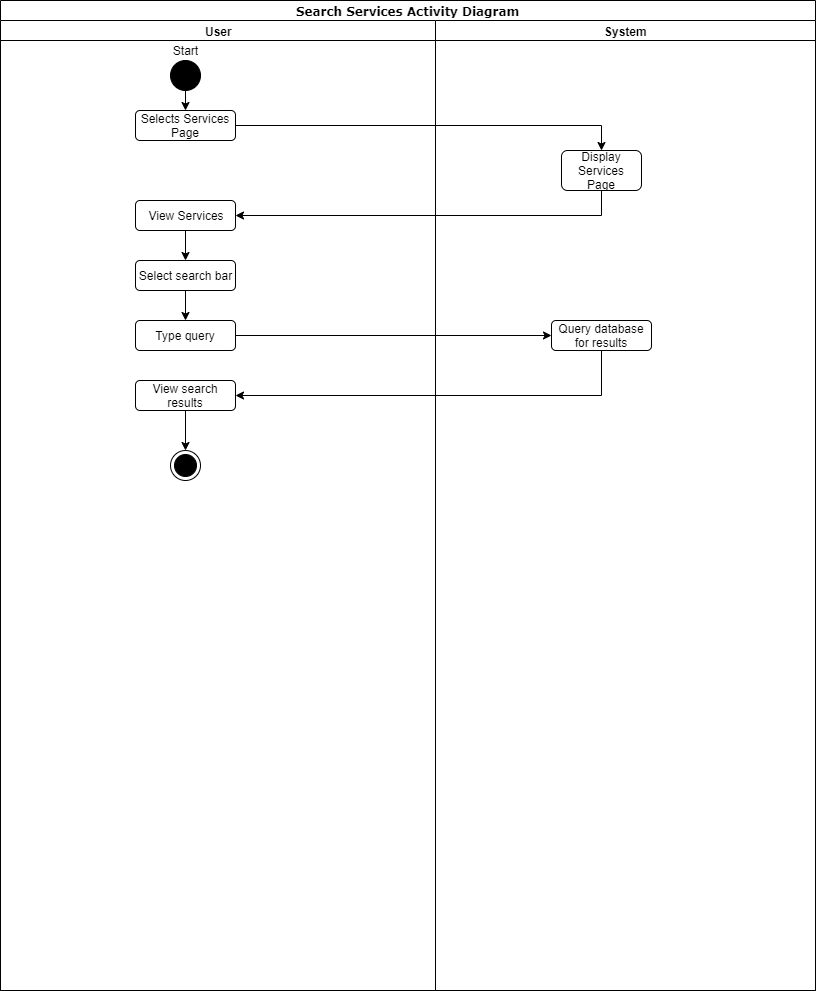 Search Services Activity Diagram
User
System
Start
Selects Services
Page
Display
Services
Page
View Services
Select search bar
Type query
Query database
for results
View search
results